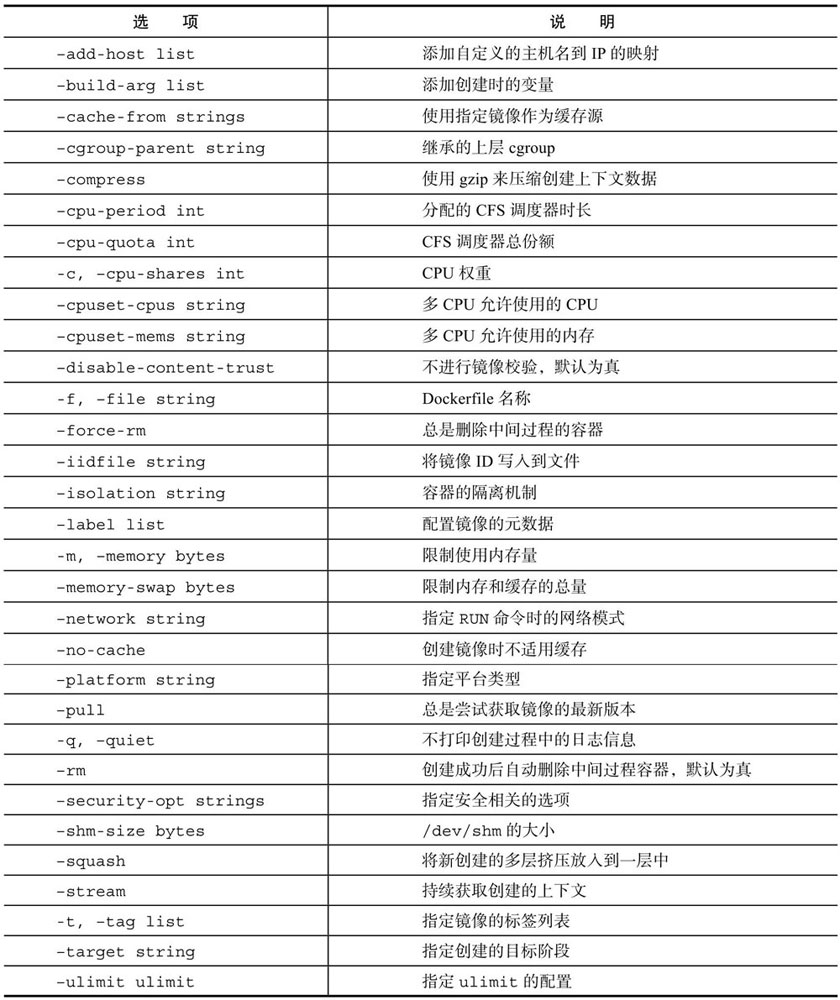 选 项 说 明
–add-host list 添加自定义的主机名到 IP 的映射
–build-arg list 添加创建时的变量
–cache-from strings 使用指定镜像作为缓存源
–cgroup-parent string 继承的上层 cgroup
–compress 使用 gzip 来压缩创建上下文数据
–cpu-period int 分配的 CFS 调度器时长
–cpu-quota int CFS 调度器总份额
-c, –cpu-shares int CPU 权重
–cpuset-cpus string 多 CPU 允许使用的 CPU
–cpuset-mems string 多 CPU 允许使用的内存
–disable-content-trust 不进行镜像校验，默认为真
-f, –file string Dockerfile 名称
–force-rm 总是删除中间过程的容器
–iidfile string 将镜像 ID 写入到文件
–isolation string 容器的隔离机制
–label list 配置镜像的元数据
-m, –memory bytes 限制使用内存量
–memory-swap bytes 限制内存和缓存的总量
–network string 指定 RUN 命令时的网络模式
–no-cache 创建镜像时不适用缓存
–platform string 指定平台类型
–pull 总是尝试获取镜像的最新版本
-q, –quiet 不打印创建过程中的日志信息
–rm 创建成功后自动删除中间过程容器，默认为真
–security-opt strings 指定安全相关的选项
–shm-size bytes /dev/shm 的大小
–squash 将新创建的多层挤压放入到一层中
–stream 持续获取创建的上下文
-t, –tag list 指定镜像的标签列表
–target string 指定创建的目标阶段
–ulimit ulimit 指定 ulimit 的配置